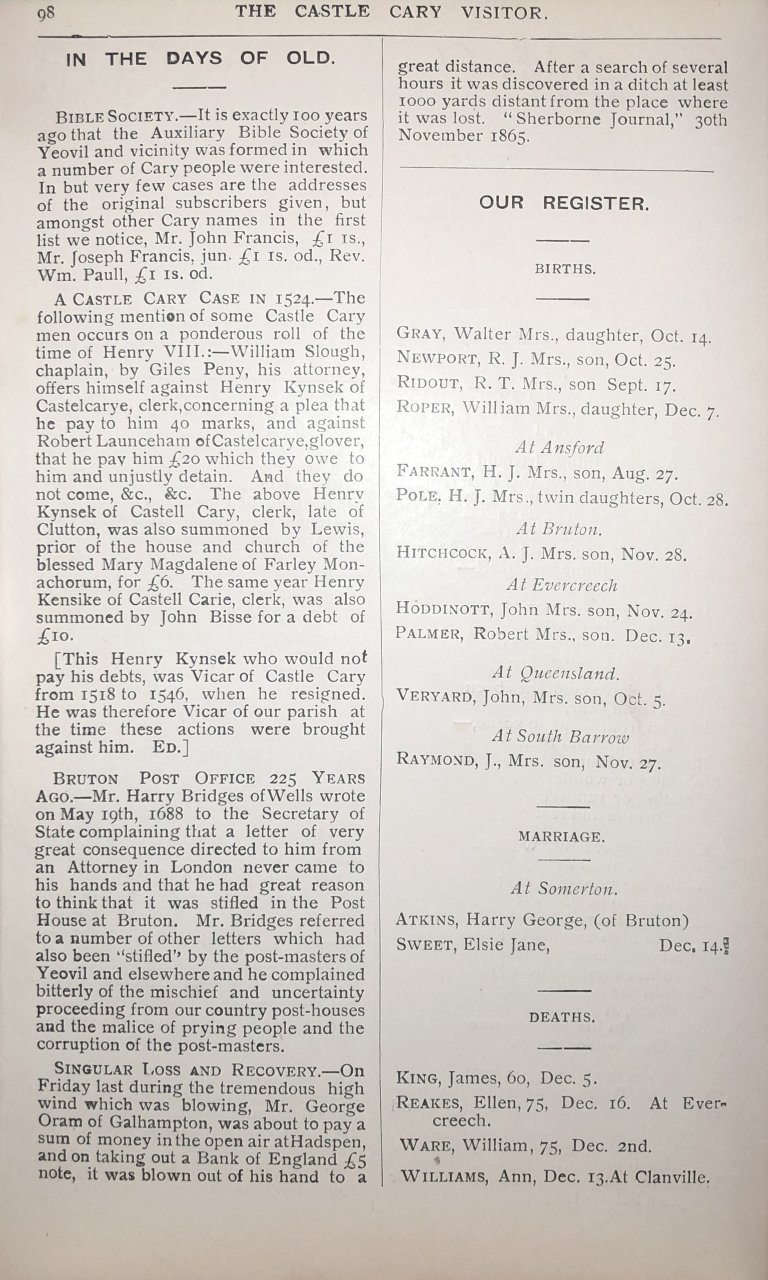 98
THE CASTLE CARY VISITOR.
IN THE DAYS OF OLD.
BIBLE SOCIETY.—It is exactly 100 years
ago that the Auxiliary Bible Society of
Yeovil and vicinity was formed in which
a number of Cary people were interested.
In but very few cases are the addresses
of the original subscribers given, but
amongst other Cary names in the first
list we notice, Mr. John Francis, £1 1s.,
Mr. Joseph Francis, jun. £1 1s. 0d., Rev.
Wm. Paull, £1 1s. 0d.
A CASTLE CARY CASE IN 1524.—The
following mention of some Castle Cary
men occurs on a ponderous roll of the
time of Henry VIII.:—William Slough,
chaplain, by Giles Peny, his attorney,
offers himself against Henry Kynsek of
Castelcarye, clerk,concerning a plea that
he pay to him 40 marks, and against
Robert Launceham ofCastelcarye,glover,
that he pay him £20 which they owe to
him and unjustly detain. And they do
not come, &c., &c. The above Henry
Kynsek of Castell Cary, clerk, late of
Clutton, was also summoned by Lewis,
prior of the house and church of the
blessed Mary Magdalene of Farley Mon-
achorum, for £6. The same year Henry
Kensike of Castell Carie, clerk, was also
summoned by John Bisse for a debt of
£10.
[This Henry Kynsek who would not
pay his debts, was Vicar of Castle Cary
from 1518 to 1546, when he resigned.
He was therefore Vicar of our parish at
the time these actions were brought
against him. ED.]
BRUTON POST OFFICE 225 YEARS
AGO.—Mr. Harry Bridges ofWells wrote
on May 19th, 1688 to the Secretary of
State complaining that a letter of very
great consequence directed to him from
an Attorney in London never came to
his hands and that he had great reason
to think that it was stifled in the Post
House at Bruton. Mr. Bridges referred
to a number of other letters which had
also been "stifled" by the post-masters of
Yeovil and elsewhere and he complained
bitterly of the mischief and uncertainty
proceeding from our country post-houses
and the malice of prying people and the
corruption of the post-masters.
SINGULAR LOSS AND RECOVERY.—On
Friday last during the tremendous high
wind which was blowing, Mr. George
Oram of Galhampton, was about to pay a
sum of money in the open air atHadspen,
and on taking out a Bank of England £5
note, it was blown out of his hand to a
great distance. After a search of several
hours it was discovered in a ditch at least
1000 yards distant from the place where
it was lost. "Sherborne Journal," 30th
November 1865.
OUR REGISTER.
BIRTHS.
GRAY, Walter Mrs., daughter, Oct. 14.
NEWPORT, R. J. Mrs., son, Oct. 25.
RIDOUT, R. T. Mrs., son Sept. 17.
ROPER, William Mrs., daughter, Dec. 7.
At Ansford
FARRANT, H. J. Mrs., son, Aug. 27.
POLE, H. J. Mrs., twin daughters, Oct. 28.
At Bruton.
HITCHCOCK, A. J. Mrs. son, Nov. 28.
At Evercreech
HODDINOTT, John Mrs. son, Nov. 24.
PALMER, Robert Mrs., son. Dec. 13.
At Queensland.
VERYARD, John, Mrs. son, Oct. 5.
At South Barrow
RAYMOND, J., Mrs. son, Nov. 27.
MARRIAGE.
At Somerton.
ATKINS, Harry George, (of Bruton)
SWEET, Elsie Jane, Dec. 14.
DEATHS.
KING, James, 60, Dec. 5.
REAKES, Ellen, 75, Dec. 16. At Ever-
creech.
WARE, William, 75, Dec. 2nd.
WILLIAMS, Ann, Dec. 13.At Clanville.